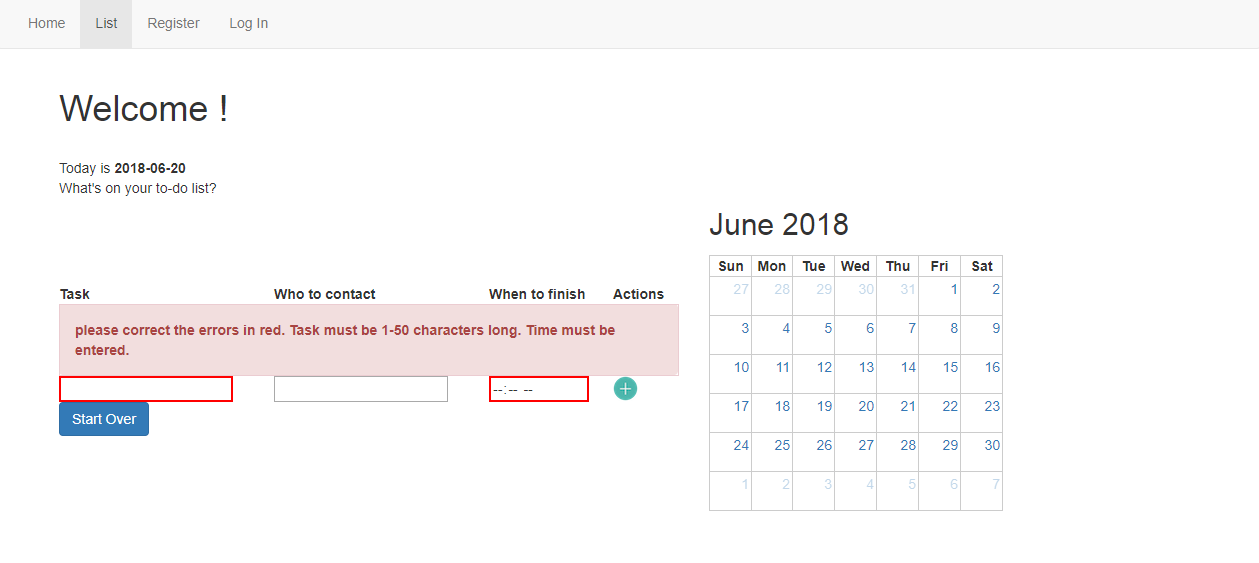 Home List Register Log In
Welcome !
Today is 2018-06-20
What's on your to-do list?
Task Who to contact When to finish Actions
please correct the errors in red. Task must be 1-50 characters long. Time must be
entered.
--:-- --
Start Over
June 2018
Sun Mon Tue Wed Thu Fri Sat
27 28 29 30 31 1 2
3 4 5 6 7 8 9
10 11 12 13 14 15 16
17 18 19 20 21 22 23
24 25 26 27 28 29 30
1 2 3 4 5 6 7